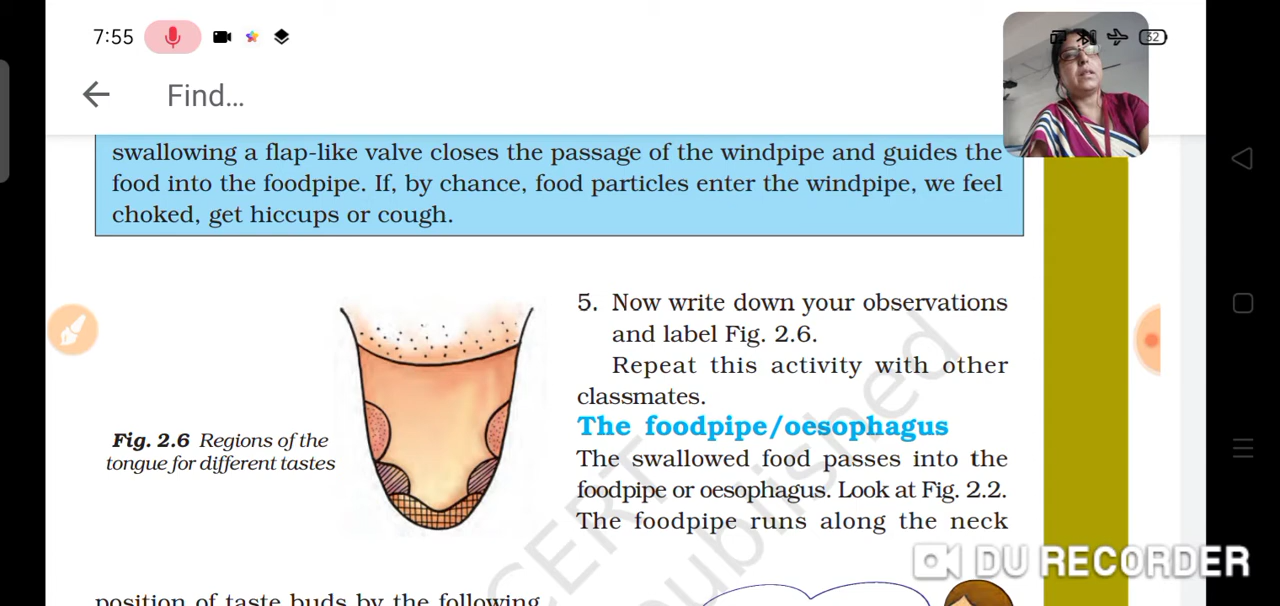 7:55
32
Find...
swallowing a flap-like valve closes the passage of the windpipe and guides the
food into the foodpipe. If, by chance, food particles enter the windpipe, we feel
choked, get hiccups or cough.
Fig. 2.6 Regions of the
tongue for different tastes
5. Now write down your observations
and label Fig. 2.6.
Repeat this activity with other
classmates.
The foodpipe/oesophagus
The swallowed food passes into the
foodpipe or oesophagus. Look at Fig. 2.2.
The foodpipe runs along the neck
position of taste buds by the following
NCERT
published
DU RECORDER